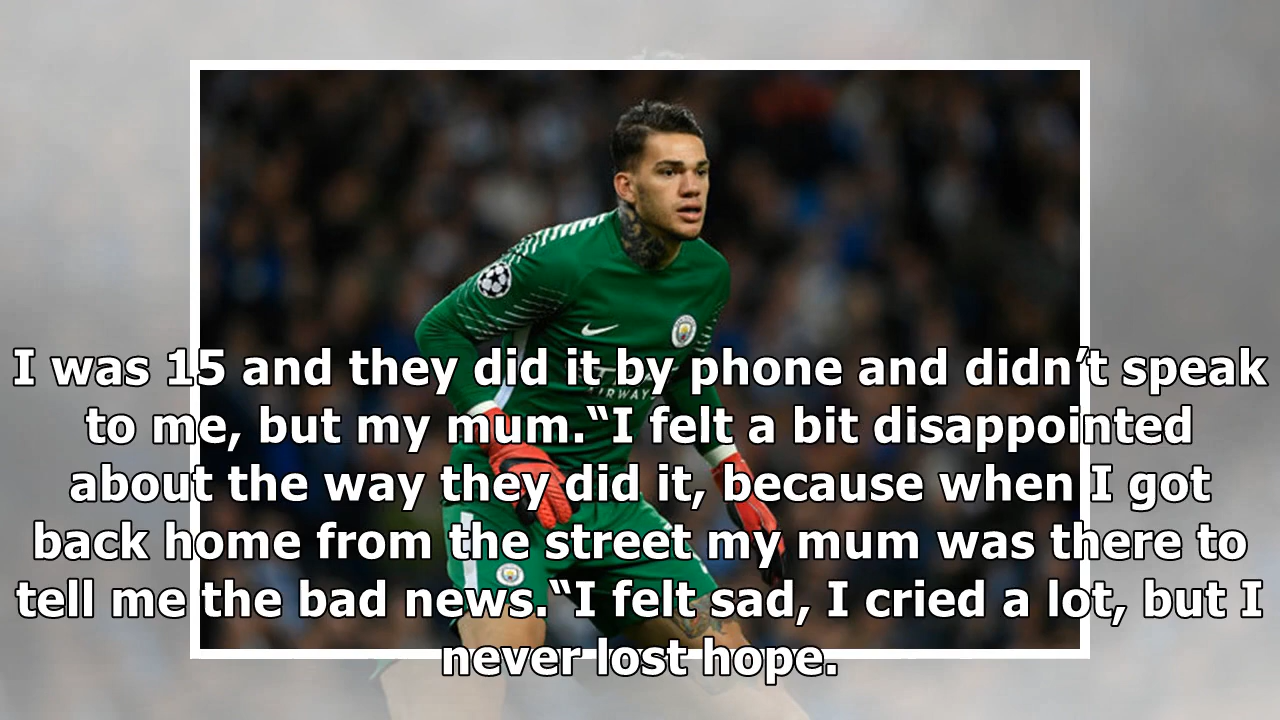 I was 15 and they did it by phone and didn’t speak
to me, but my mum.“I felt a bit disappointed
about the way they did it, because when I got
back home from the street my mum was there to
tell me the bad news.“I felt sad, I cried a lot, but I
never lost hope.